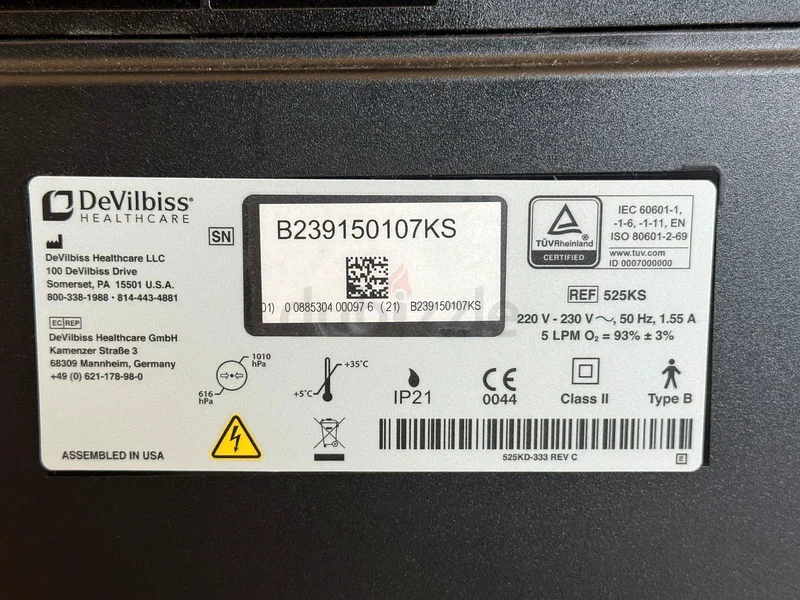 DeVilbiss®
HEALTHCARE
DeVilbiss Healthcare LLC
100 DeVilbiss Drive
Somerset, PA 15501 U.S.A.
800-338-1988 • 814-443-4881
EC REP
DeVilbiss Healthcare GmbH
Kamenzer Straße 3
68309 Mannheim, Germany
+49 (0) 621-178-98-0
SN
B239150107KS
01) 0 0885304 00097 6 (21) B239150107KS
TÜVRheinland
CERTIFIED
IEC 60601-1,
-1-6, -1-11, EN
ISO 80601-2-69
www.tuv.com
ID 0007000000
REF 525KS
220 V - 230 V ~, 50 Hz, 1.55 A
5 LPM O₂ = 93% ± 3%
1010
hPa
616
hPa
+35°C
+5°C
IP21
CE
0044
Class II
Type B
ASSEMBLED IN USA
525KD-333 REV C
E
dubizzle